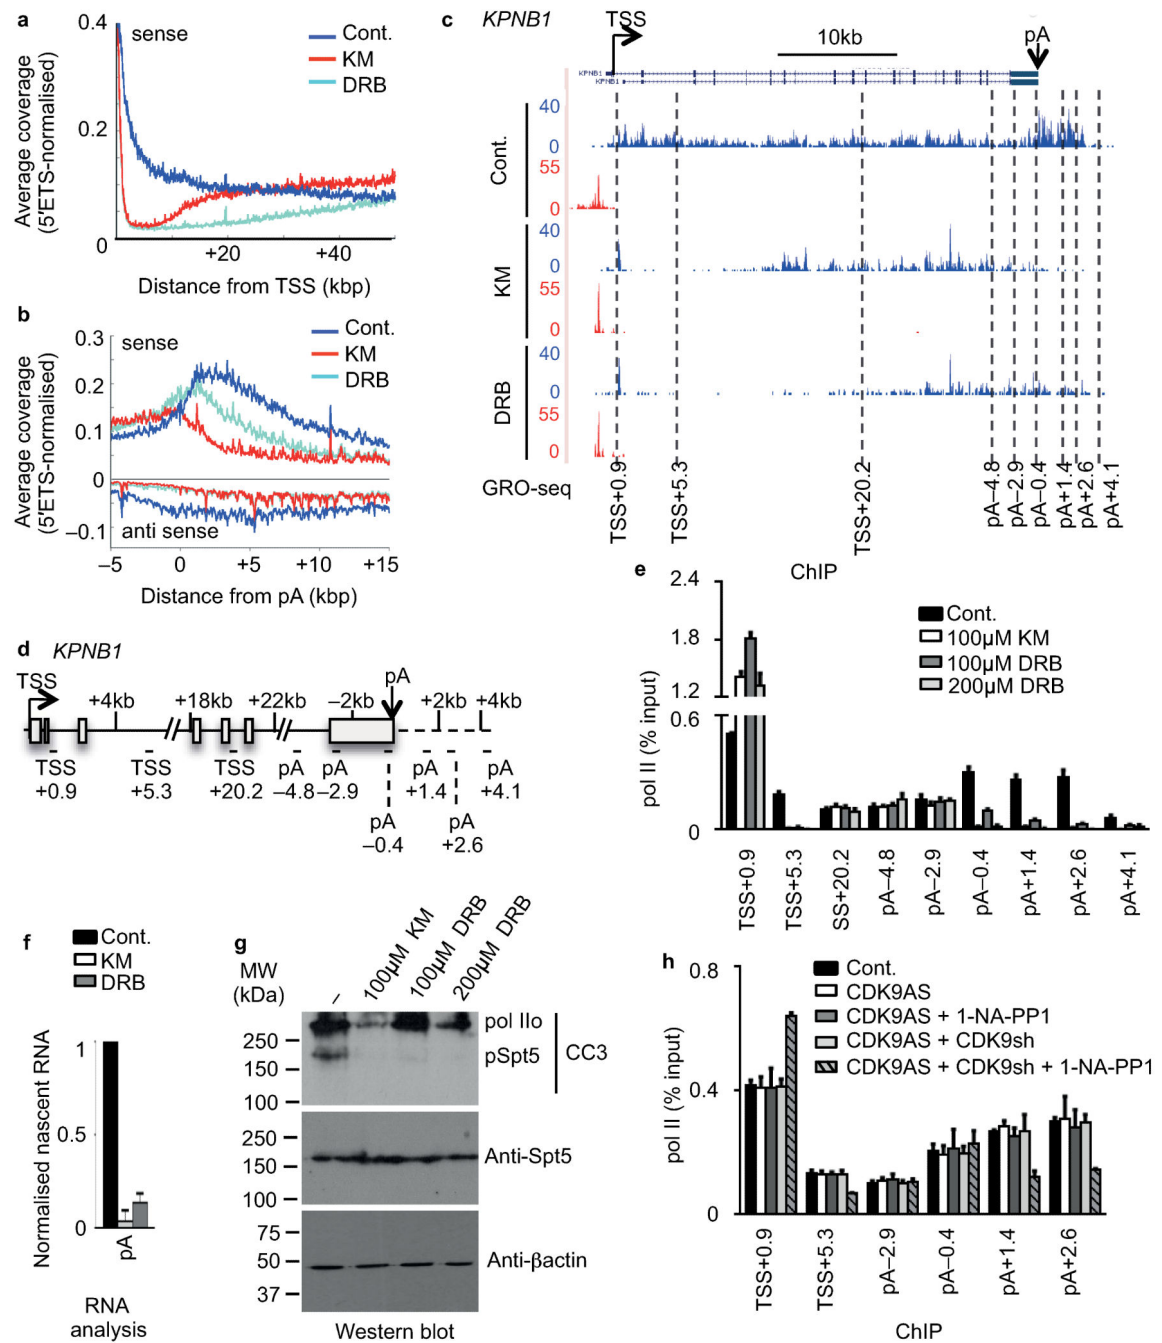 a
0.4
0.2
0
sense
Cont.
KM
DRB
Average coverage
(5′ETS-normalised)
+20
+40
Distance from TSS (kbp)
b
0.3
0.2
0.1
0
–0.1
sense
Cont.
KM
DRB
anti sense
Average coverage
(5′ETS-normalised)
–5
0
+5
+10
+15
Distance from pA (kbp)
c
KPNB1
TSS
10kb
pA
KPNB1
KPNB1
Cont.
40
0
55
0
KM
40
0
55
0
DRB
40
0
55
0
GRO-seq
TSS+0.9
TSS+5.3
TSS+20.2
pA–4.8
pA–2.9
pA–0.4
pA+1.4
pA+2.6
pA+4.1
d
KPNB1
TSS
+4kb
+18kb
+22kb
–2kb
pA
+2kb
+4kb
TSS
+0.9
TSS
+5.3
TSS
+20.2
pA
–4.8
pA
–2.9
pA
–0.4
pA
+1.4
pA
+2.6
pA
+4.1
e
ChIP
2.4
1.8
1.2
0.6
0
pol II (% input)
Cont.
100µM KM
100µM DRB
200µM DRB
TSS+0.9
TSS+5.3
SS+20.2
pA–4.8
pA–2.9
pA–0.4
pA+1.4
pA+2.6
pA+4.1
f
Cont.
KM
DRB
Normalised nascent RNA
1
0.5
0
pA
RNA
analysis
g
MW
(kDa)
–
100µM KM
100µM DRB
200µM DRB
250
150
100
pol IIo
pSpt5
CC3
250
150
100
Anti-Spt5
75
50
37
Anti-βactin
Western blot
h
0.8
0.4
0
pol II (% input)
Cont.
CDK9AS
CDK9AS + 1-NA-PP1
CDK9AS + CDK9sh
CDK9AS + CDK9sh + 1-NA-PP1
TSS+0.9
TSS+5.3
pA–2.9
pA–0.4
pA+1.4
pA+2.6
ChIP